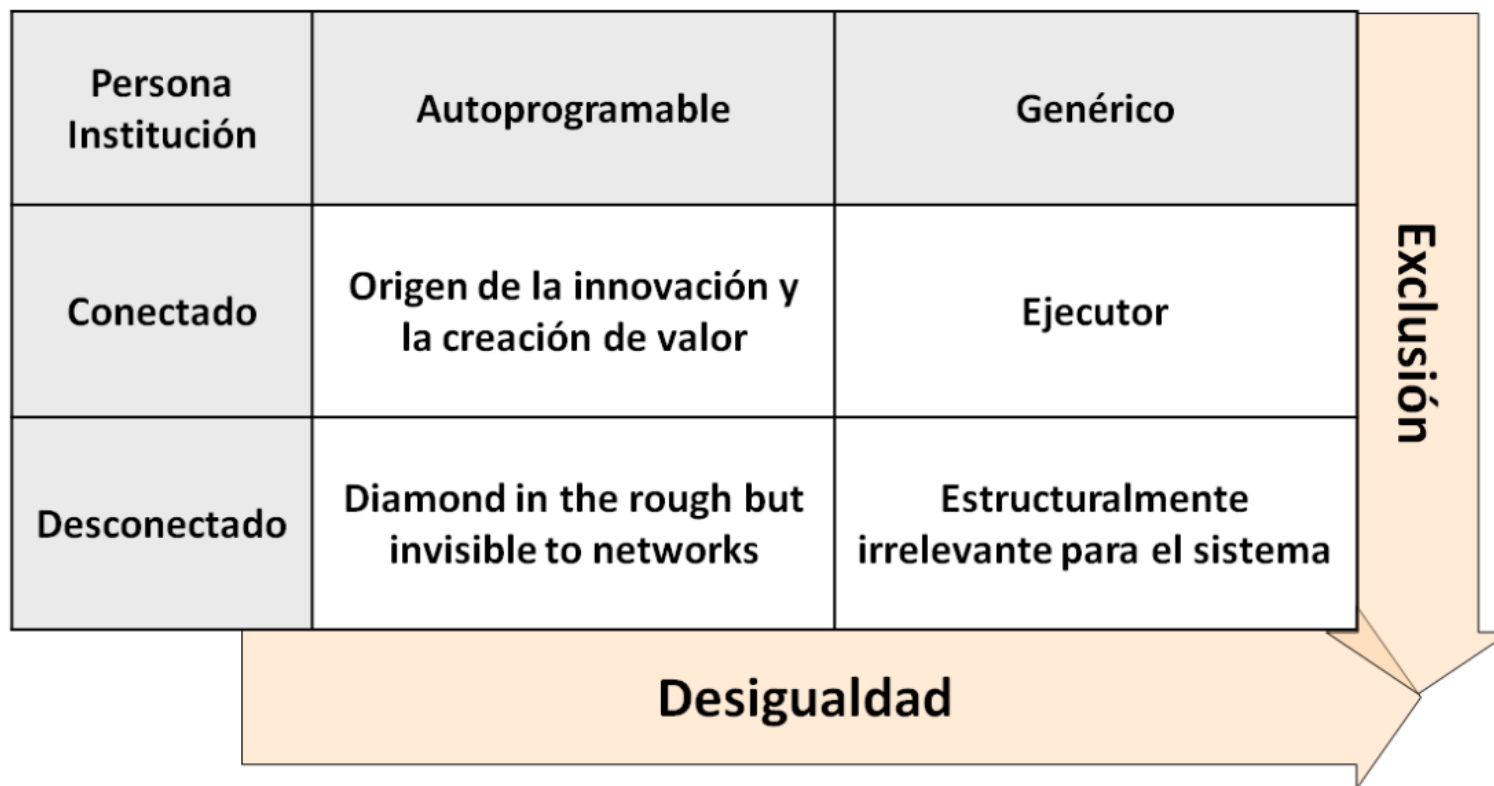 Persona
Institución
Autoprogramable
Genérico
Conectado
Origen de la innovación y
la creación de valor
Ejecutor
Desconectado
Diamond in the rough but
invisible to networks
Estructuralmente
irrelevante para el sistema
Exclusión
Desigualdad